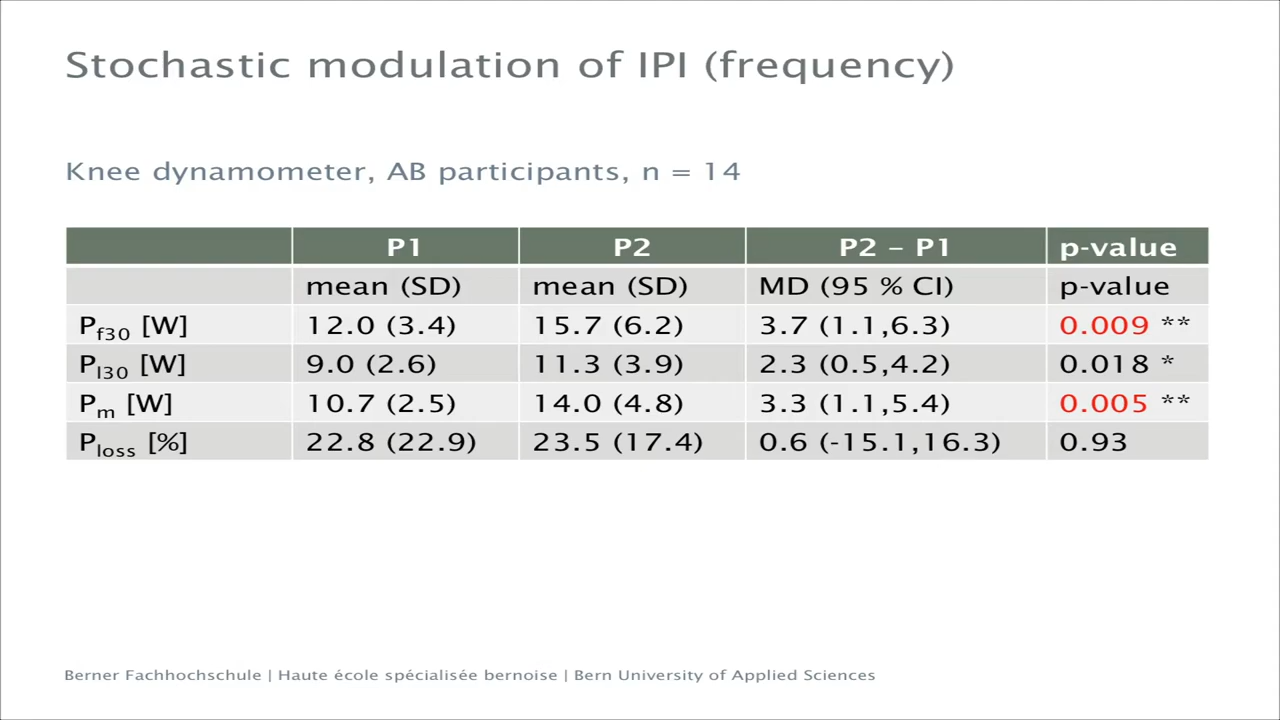 Stochastic modulation of IPI (frequency)
Knee dynamometer, AB participants, n = 14
P1 P2 P2 – P1 p-value
mean (SD) mean (SD) MD (95 % CI) p-value
Pf30 [W] 12.0 (3.4) 15.7 (6.2) 3.7 (1.1,6.3) 0.009 **
Pl30 [W] 9.0 (2.6) 11.3 (3.9) 2.3 (0.5,4.2) 0.018 *
Pm [W] 10.7 (2.5) 14.0 (4.8) 3.3 (1.1,5.4) 0.005 **
Ploss [%] 22.8 (22.9) 23.5 (17.4) 0.6 (-15.1,16.3) 0.93
Berner Fachhochschule | Haute école spécialisée bernoise | Bern University of Applied Sciences